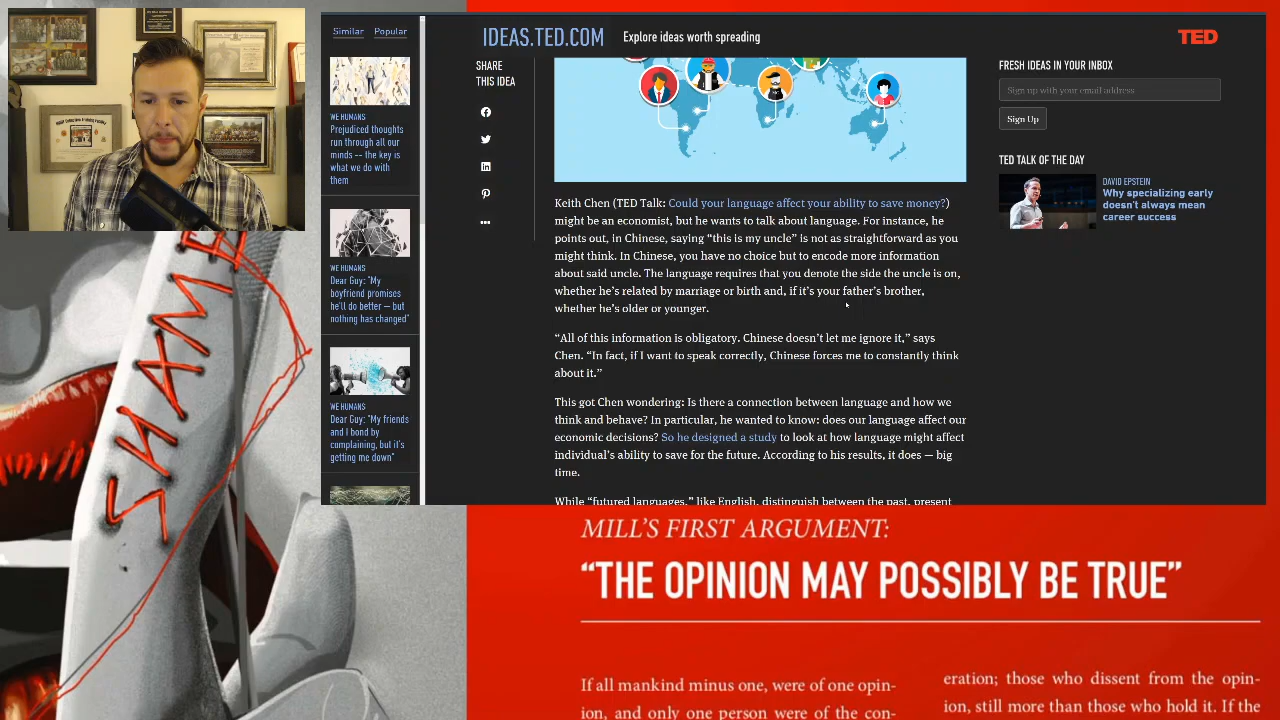 Similar Popular
WE HUMANS
Prejudiced thoughts
run through all our
minds -- the key is
what we do with
them
WE HUMANS
Dear Guy: “My
boyfriend promises
he'll do better — but
nothing has changed”
WE HUMANS
Dear Guy: “My friends
and I bond by
complaining, but it's
getting me down”
IDEAS.TED.COM Explore ideas worth spreading
TED
SHARE
THIS IDEA
Keith Chen (TED Talk: Could your language affect your ability to save money?)
might be an economist, but he wants to talk about language. For instance, he
points out, in Chinese, saying “this is my uncle” is not as straightforward as you
might think. In Chinese, you have no choice but to encode more information
about said uncle. The language requires that you denote the side the uncle is on,
whether he's related by marriage or birth and, if it's your father's brother,
whether he's older or younger.
“All of this information is obligatory. Chinese doesn't let me ignore it,” says
Chen. “In fact, if I want to speak correctly, Chinese forces me to constantly think
about it.”
This got Chen wondering: Is there a connection between language and how we
think and behave? In particular, he wanted to know: does our language affect our
economic decisions? So he designed a study to look at how language might affect
individual's ability to save for the future. According to his results, it does — big
time.
While “futured languages,” like English, distinguish between the past, present
FRESH IDEAS IN YOUR INBOX
Sign up with your email address
Sign Up
TED TALK OF THE DAY
DAVID EPSTEIN
Why specializing early
doesn't always mean
career success
SHAME
MILL'S FIRST ARGUMENT:
“THE OPINION MAY POSSIBLY BE TRUE”
If all mankind minus one, were of one opin-
ion, and only one person were of the con-
eration; those who dissent from the opin-
ion, still more than those who hold it. If the